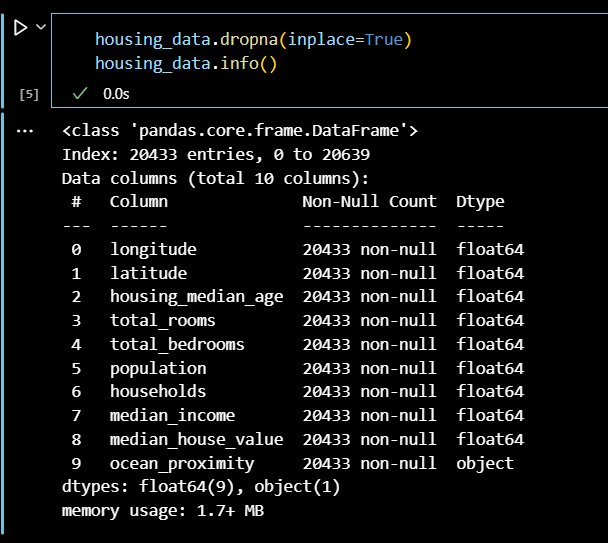 housing_data.dropna(inplace=True)
housing_data.info()
[5] 0.0s
... <class 'pandas.core.frame.DataFrame'>
Index: 20433 entries, 0 to 20639
Data columns (total 10 columns):
 #   Column              Non-Null Count  Dtype
---  ------              --------------  -----
 0   longitude           20433 non-null  float64
 1   latitude            20433 non-null  float64
 2   housing_median_age  20433 non-null  float64
 3   total_rooms         20433 non-null  float64
 4   total_bedrooms      20433 non-null  float64
 5   population          20433 non-null  float64
 6   households          20433 non-null  float64
 7   median_income       20433 non-null  float64
 8   median_house_value  20433 non-null  float64
 9   ocean_proximity     20433 non-null  object
dtypes: float64(9), object(1)
memory usage: 1.7+ MB